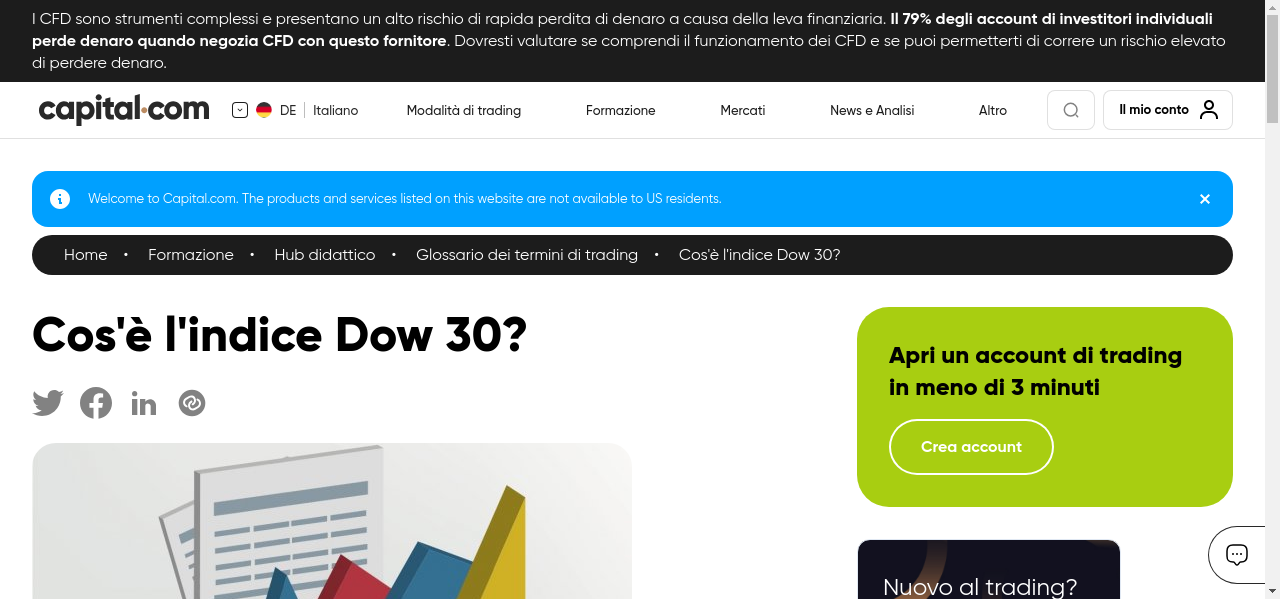 I CFD sono strumenti complessi e presentano un alto rischio di rapida perdita di denaro a causa della leva finanziaria. Il 79% degli account di investitori individuali
perde denaro quando negozia CFD con questo fornitore. Dovresti valutare se comprendi il funzionamento dei CFD e se puoi permetterti di correre un rischio elevato
di perdere denaro.
capital.com
DE
Italiano
Modalità di trading
Formazione
Mercati
News e Analisi
Altro
Il mio conto
Welcome to Capital.com. The products and services listed on this website are not available to US residents.
Home • Formazione • Hub didattico • Glossario dei termini di trading • Cos'è l'indice Dow 30?
Cos'è l'indice Dow 30?
Apri un account di trading
in meno di 3 minuti
Crea account
Nuovo al trading?